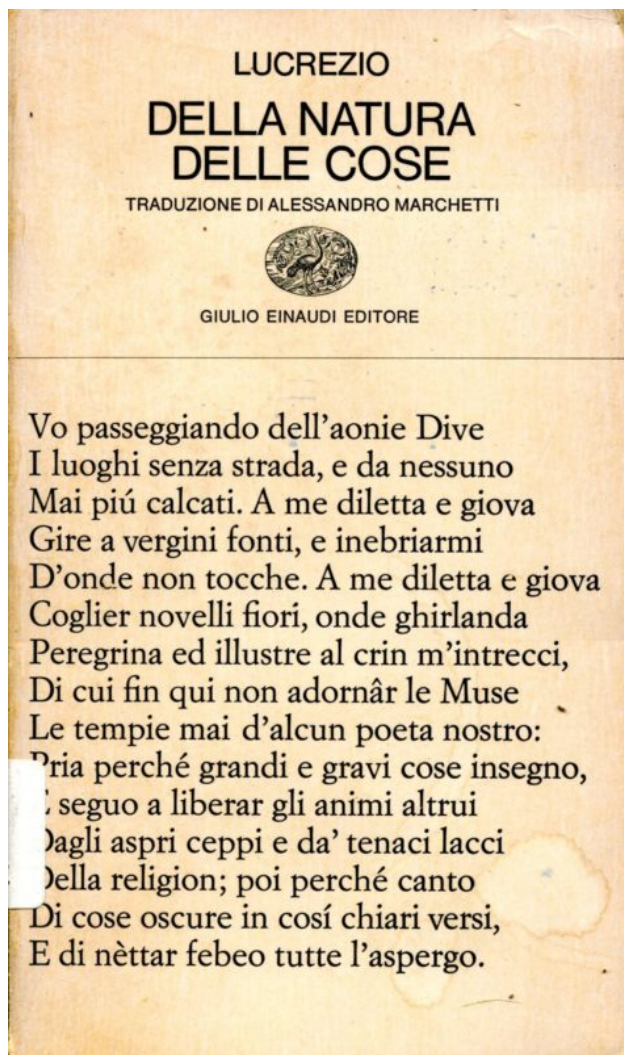 LUCREZIO
DELLA NATURA
DELLE COSE
TRADUZIONE DI ALESSANDRO MARCHETTI
GIULIO EINAUDI EDITORE
Vo passeggiando dell'aonie Dive
I luoghi senza strada, e da nessuno
Mai piú calcati. A me diletta e giova
Gire a vergini fonti, e inebriarmi
D'onde non tocche. A me diletta e giova
Coglier novelli fiori, onde ghirlanda
Peregrina ed illustre al crin m'intrecci,
Di cui fin qui non adornâr le Muse
Le tempie mai d'alcun poeta nostro:
Pria perché grandi e gravi cose insegno,
E seguo a liberar gli animi altrui
Dagli aspri ceppi e da' tenaci lacci
Della religion; poi perché canto
Di cose oscure in cosí chiari versi,
E di nèttar febeo tutte l'aspergo.